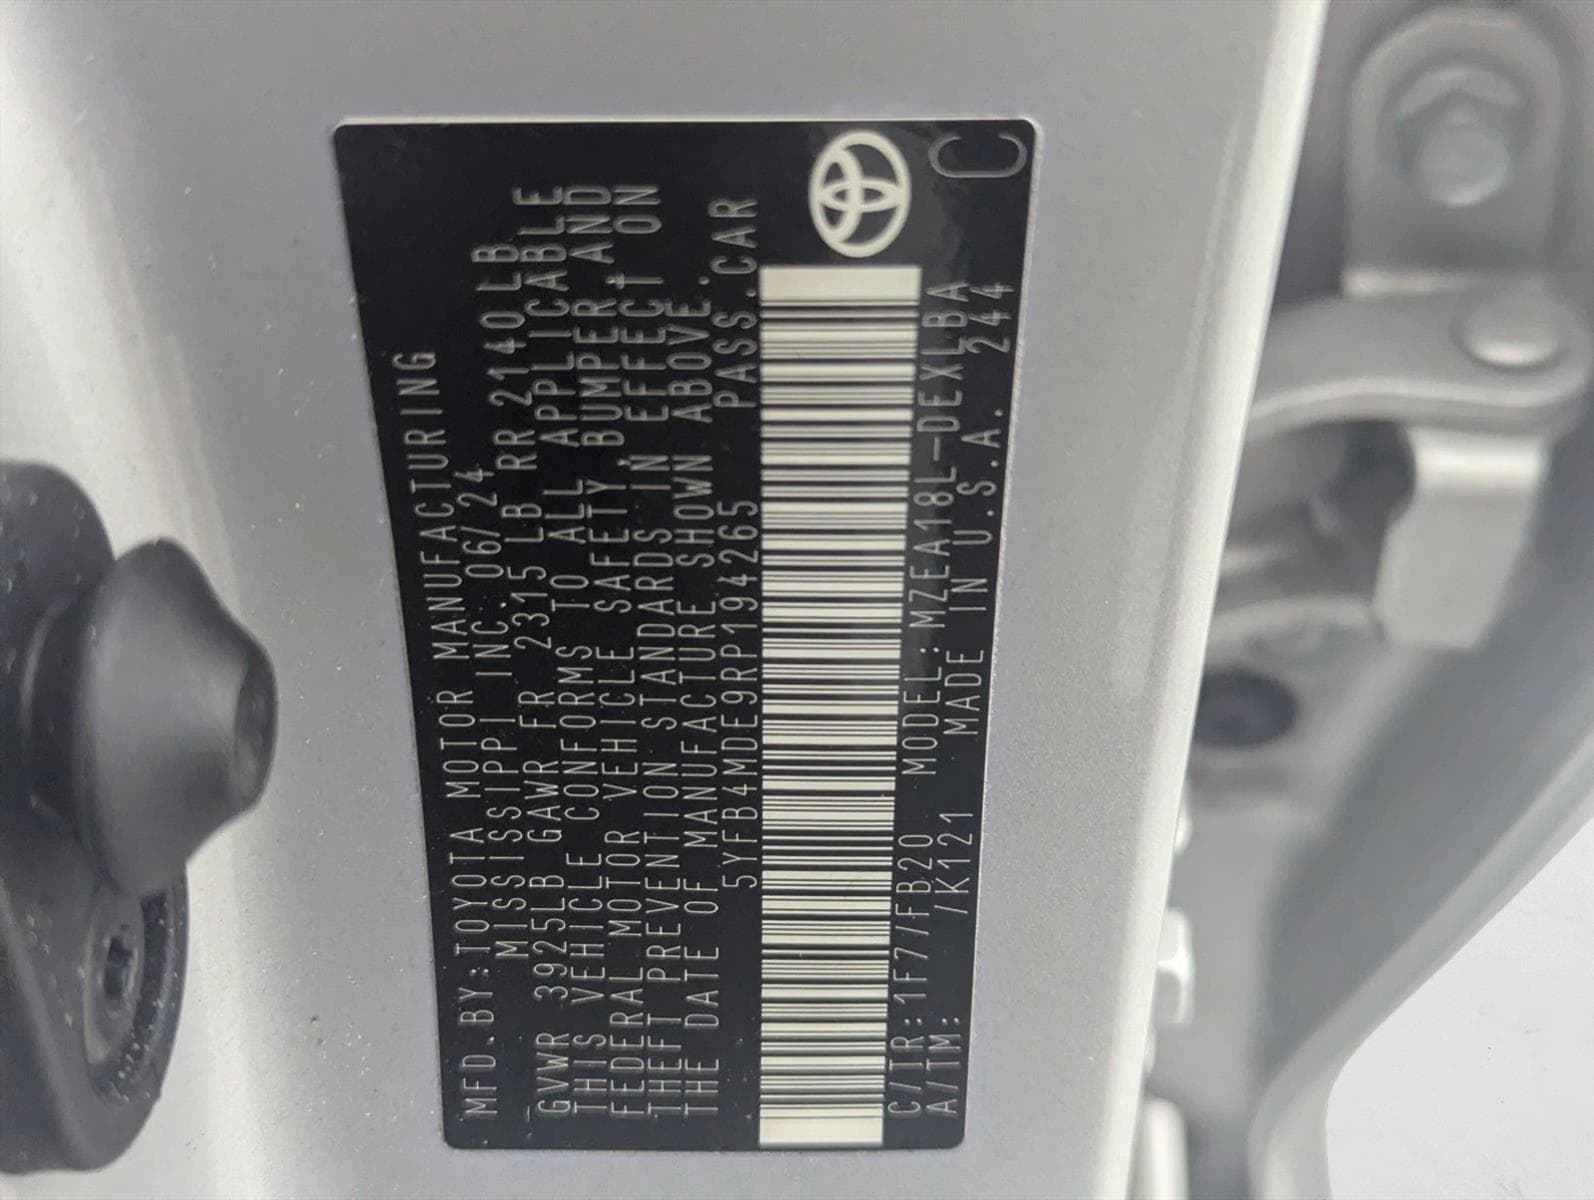 MFD.BY:TOYOTA MOTOR MANUFACTURING
MISSISSIPPI INC. 06/24
GVWR 3925LB GAWR FR 2315 LB RR 2140LB
THIS VEHICLE CONFORMS TO ALL APPLICABLE
FEDERAL MOTOR VEHICLE SAFETY, BUMPER, AND
THEFT PREVENTION STANDARDS IN EFFECT ON
THE DATE OF MANUFACTURE SHOWN ABOVE.
5YFB4MDE9RP194265 PASS.CAR
C/TR:1F7/FB20 MODEL:MZEA18L-DEXLBA
A/TM: /K121 MADE IN U.S.A. 244
C